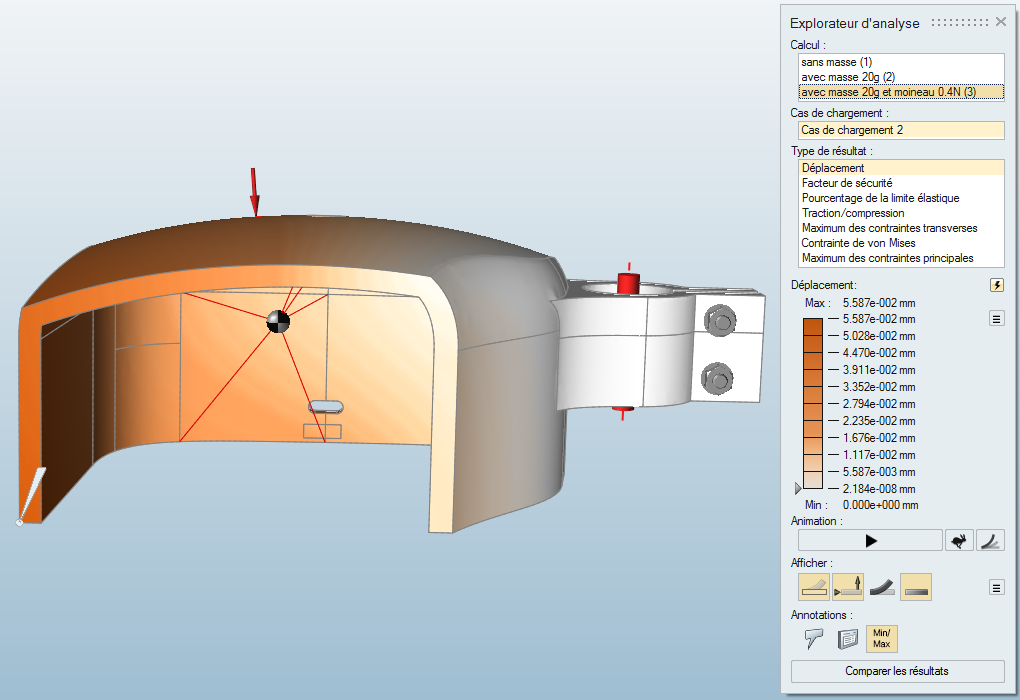 Explorateur d'analyse
Calcul :
sans masse (1)
avec masse 20g (2)
avec masse 20g et moineau 0.4N (3)
Cas de chargement :
Cas de chargement 2
Type de résultat :
Déplacement
Facteur de sécurité
Pourcentage de la limite élastique
Traction/compression
Maximum des contraintes transverses
Contrainte de von Mises
Maximum des contraintes principales
Déplacement:
Max : 5.587e-002 mm
5.587e-002 mm
5.028e-002 mm
4.470e-002 mm
3.911e-002 mm
3.352e-002 mm
2.794e-002 mm
2.235e-002 mm
1.676e-002 mm
1.117e-002 mm
5.587e-003 mm
2.184e-008 mm
Min : 0.000e+000 mm
Animation :
Afficher :
Annotations :
Min/
Max
Comparer les résultats